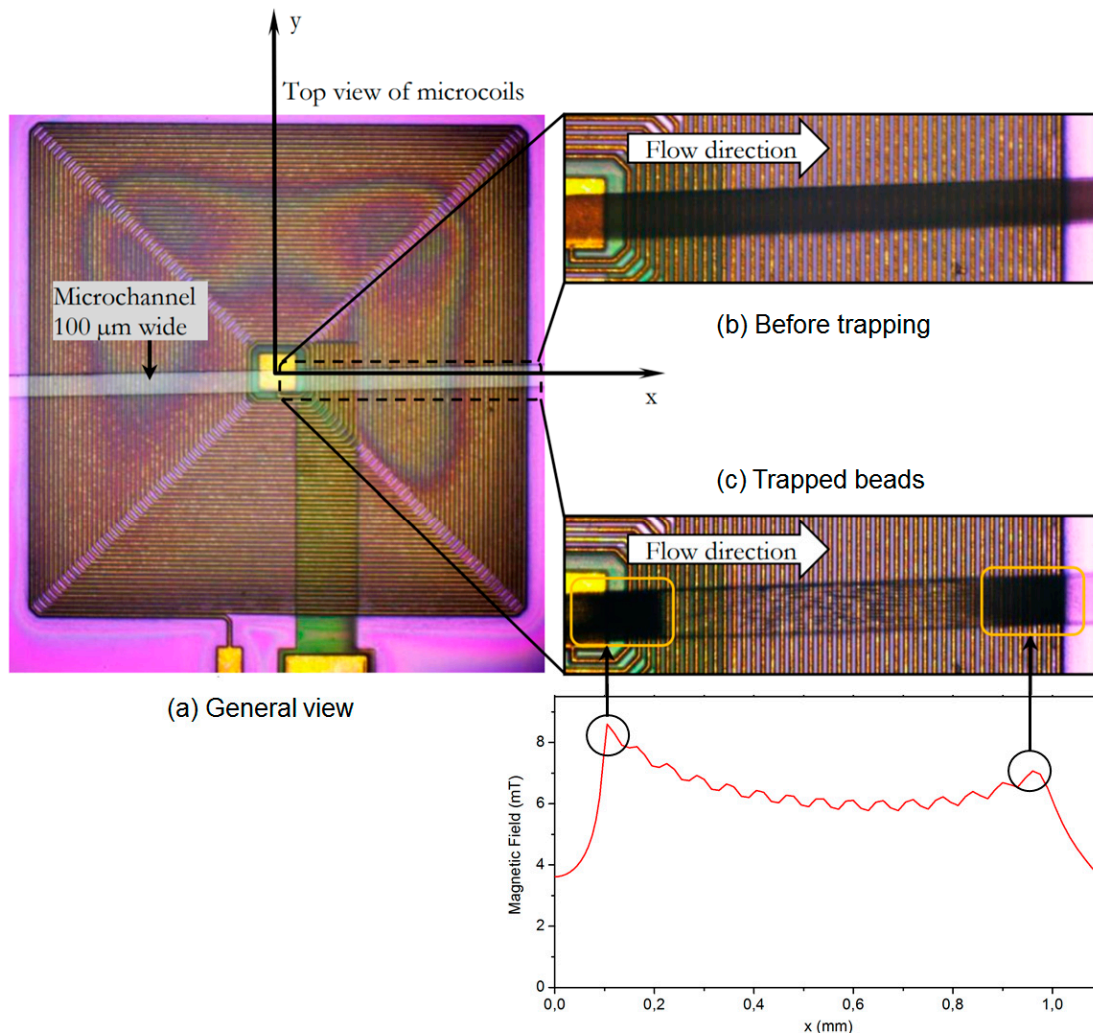 y
Top view of microcoils
Flow direction
Microchannel
100 μm wide
(b) Before trapping
x
(c) Trapped beads
Flow direction
(a) General view
Magnetic Field (mT)
8
6
4
2
0
0,0
0,2
0,4
0,6
0,8
1,0
x (mm)